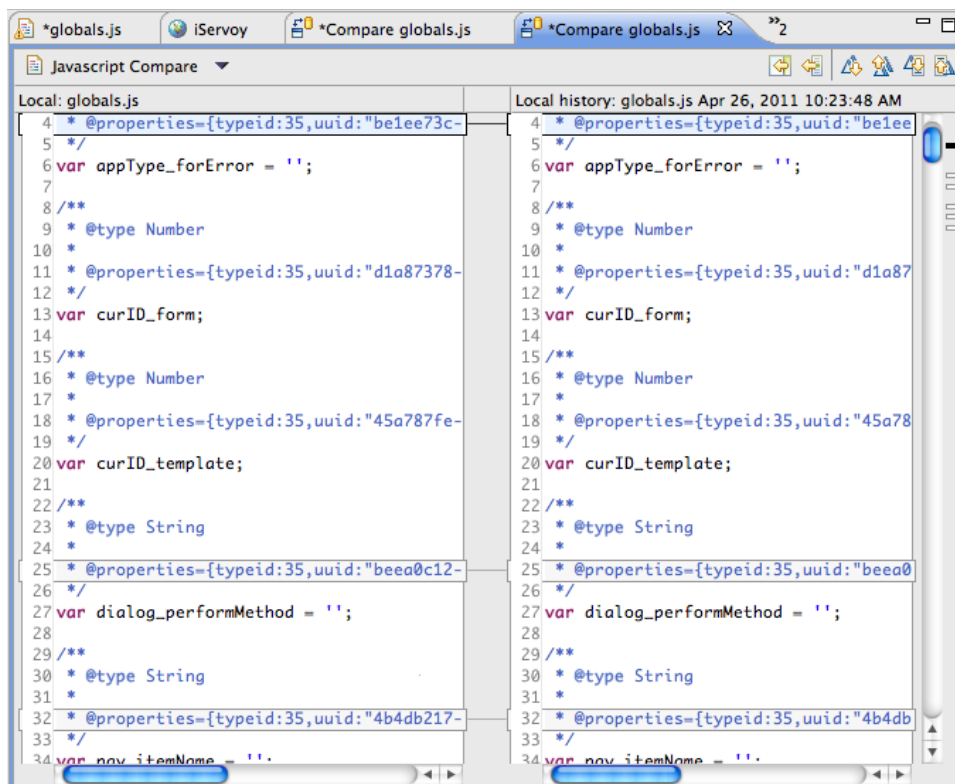 *globals.js iServoy *Compare globals.js *Compare globals.js »2
Javascript Compare
Local: globals.js Local history: globals.js Apr 26, 2011 10:23:48 AM
4 * @properties={typeid:35,uuid:"be1ee73c- 4 * @properties={typeid:35,uuid:"be1ee
5 */ 5 */
6 var appType_forError = ''; 6 var appType_forError = '';
7 7
8 /** 8 /**
9 * @type Number 9 * @type Number
10 * 10 *
11 * @properties={typeid:35,uuid:"d1a87378- 11 * @properties={typeid:35,uuid:"d1a87
12 */ 12 */
13 var curID_form; 13 var curID_form;
14 14
15 /** 15 /**
16 * @type Number 16 * @type Number
17 * 17 *
18 * @properties={typeid:35,uuid:"45a787fe- 18 * @properties={typeid:35,uuid:"45a78
19 */ 19 */
20 var curID_template; 20 var curID_template;
21 21
22 /** 22 /**
23 * @type String 23 * @type String
24 * 24 *
25 * @properties={typeid:35,uuid:"beea0c12- 25 * @properties={typeid:35,uuid:"beea0
26 */ 26 */
27 var dialog_performMethod = ''; 27 var dialog_performMethod = '';
28 28
29 /** 29 /**
30 * @type String 30 * @type String
31 * 31 *
32 * @properties={typeid:35,uuid:"4b4db217- 32 * @properties={typeid:35,uuid:"4b4db
33 */ 33 */
34 var nav_itemName = ''; 34 var nav_itemName = '';